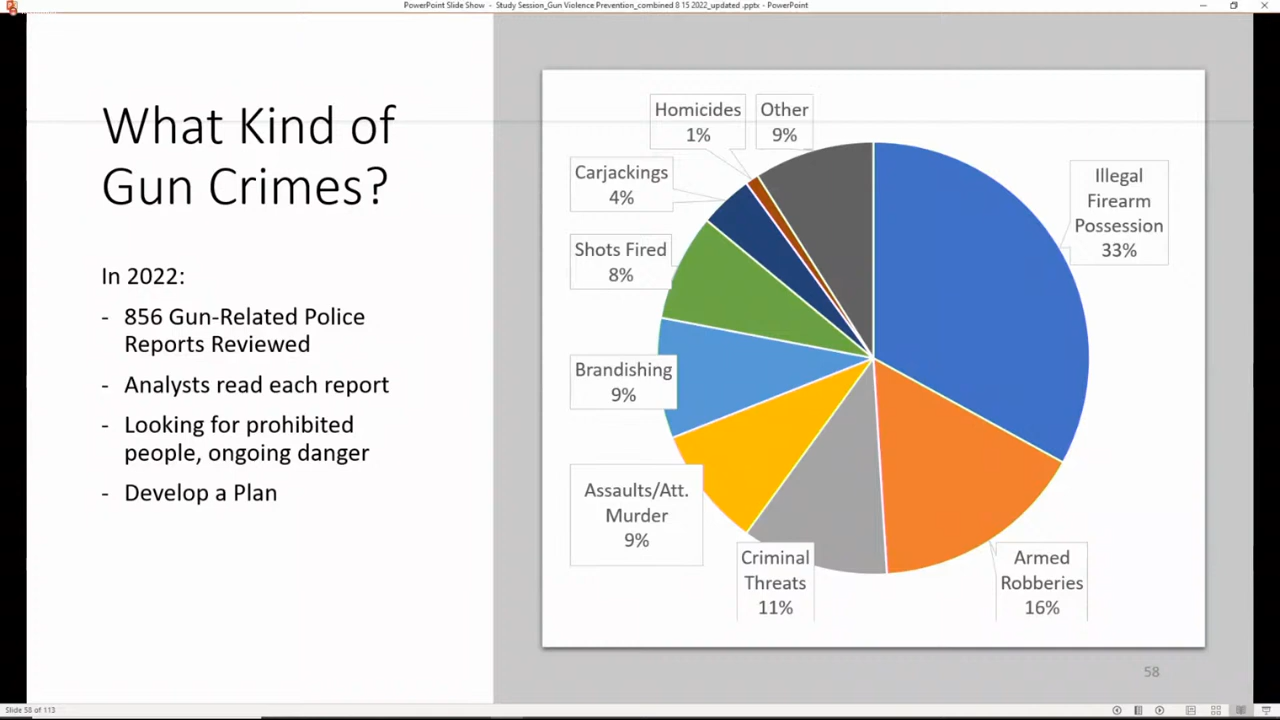 PowerPoint Slide Show - Study Session_Gun Violence Prevention_combined 8 15 2022_updated .pptx - PowerPoint
What Kind of
Gun Crimes?
In 2022:
- 856 Gun-Related Police
Reports Reviewed
- Analysts read each report
- Looking for prohibited
people, ongoing danger
- Develop a Plan
Homicides
1%
Other
9%
Carjackings
4%
Illegal
Firearm
Possession
33%
Shots Fired
8%
Brandishing
9%
Assaults/Att.
Murder
9%
Criminal
Threats
11%
Armed
Robberies
16%
58
Slide 58 of 113